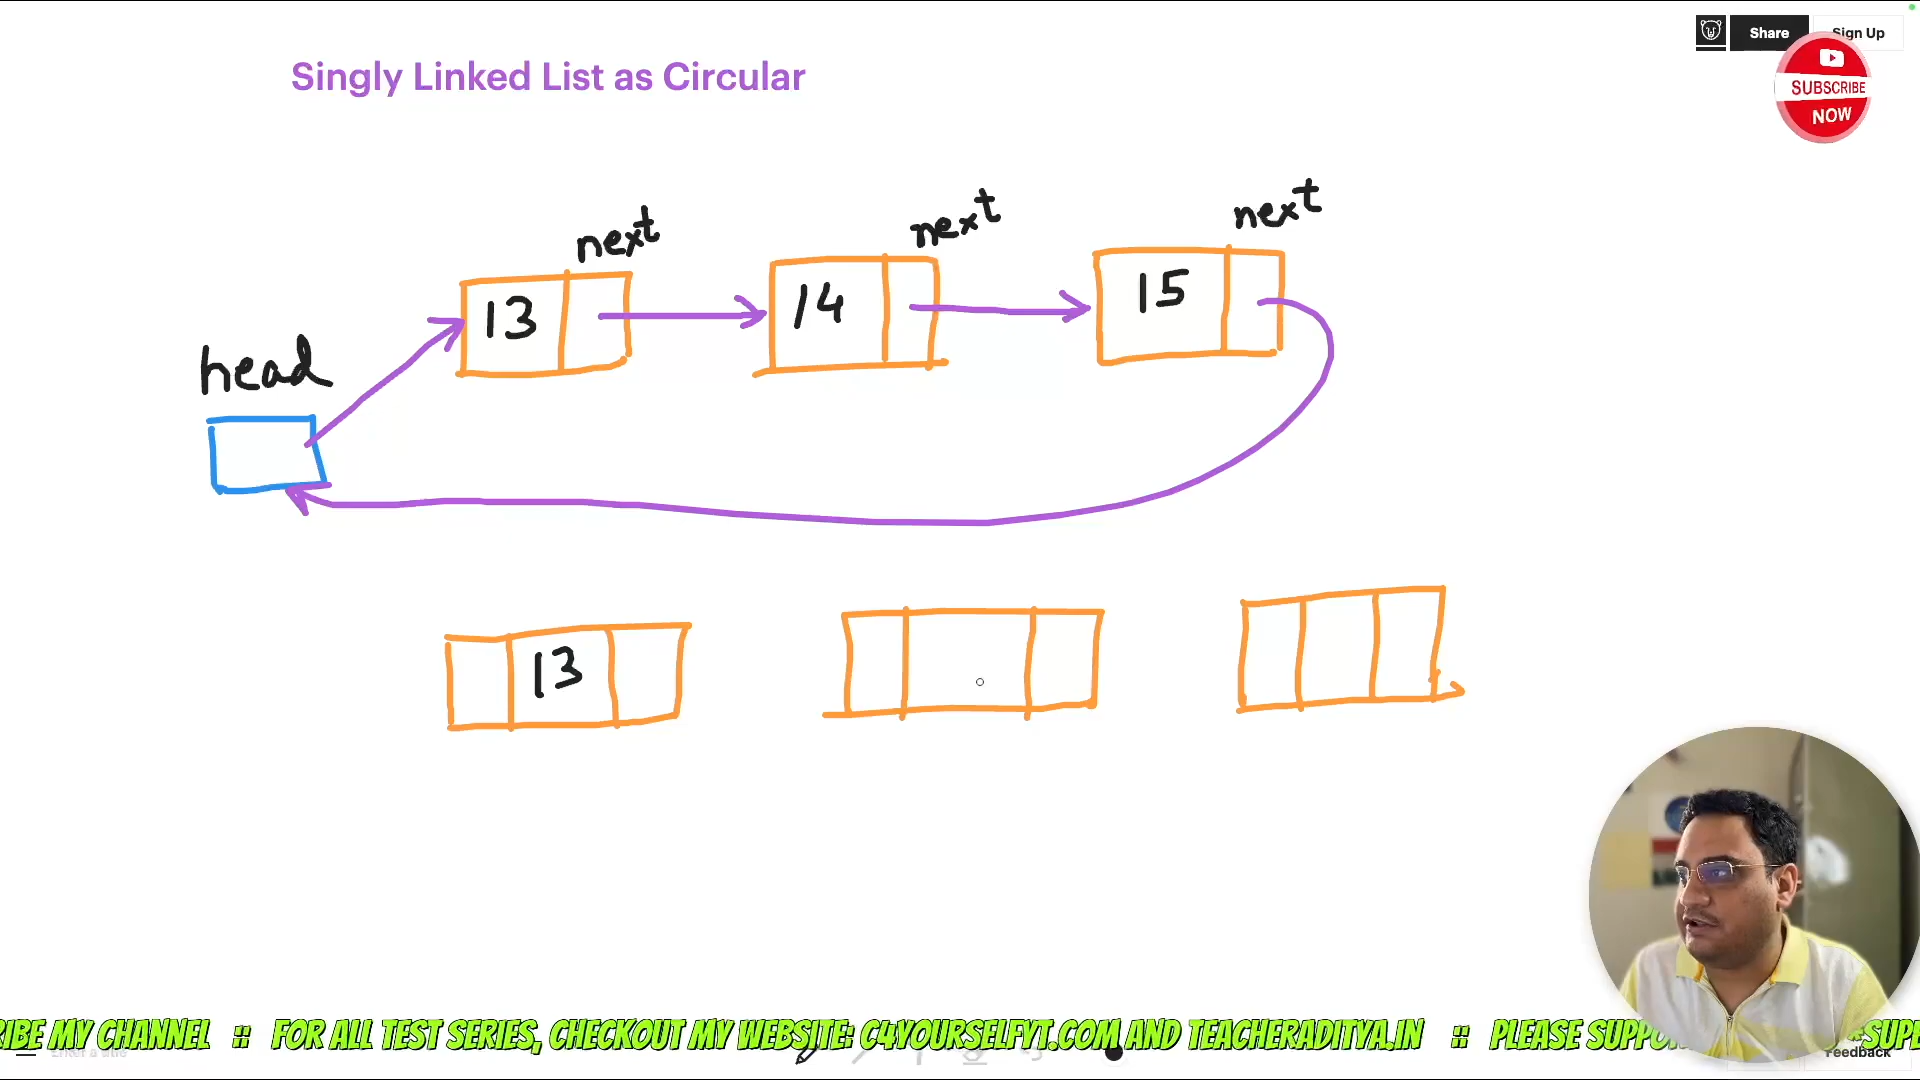 Share
Sign Up
Singly Linked List as Circular
SUBSCRIBE
NOW
next
next
next
13
14
15
head
13
RIBE MY CHANNEL :: FOR ALL TEST SERIES, CHECKOUT MY WEBSITE: C4YOURSELFYT.COM AND TEACHERADITYA.IN :: PLEASE SUPP
Feedback